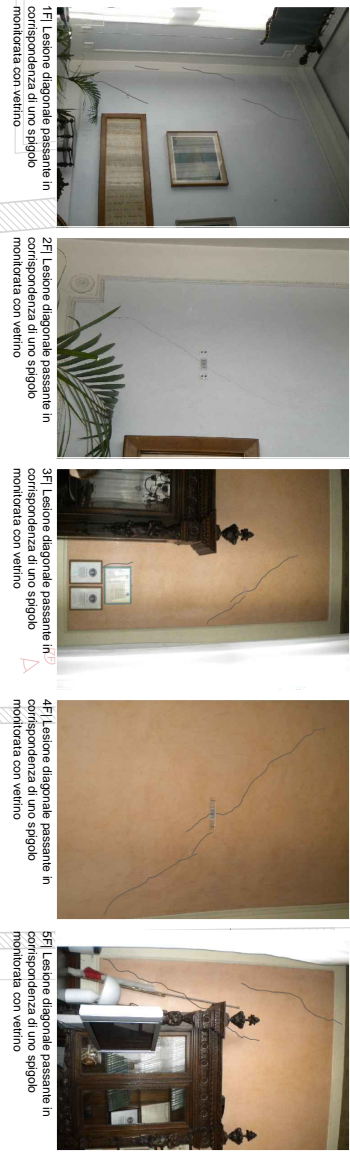 1F| Lesione diagonale passante in
corrispondenza di uno spigolo
monitorata con vetrino
2F| Lesione diagonale passante in
corrispondenza di uno spigolo
monitorata con vetrino
3F| Lesione diagonale passante in
corrispondenza di uno spigolo
monitorata con vetrino
4F| Lesione diagonale passante in
corrispondenza di uno spigolo
monitorata con vetrino
5F| Lesione diagonale passante in
corrispondenza di uno spigolo
monitorata con vetrino